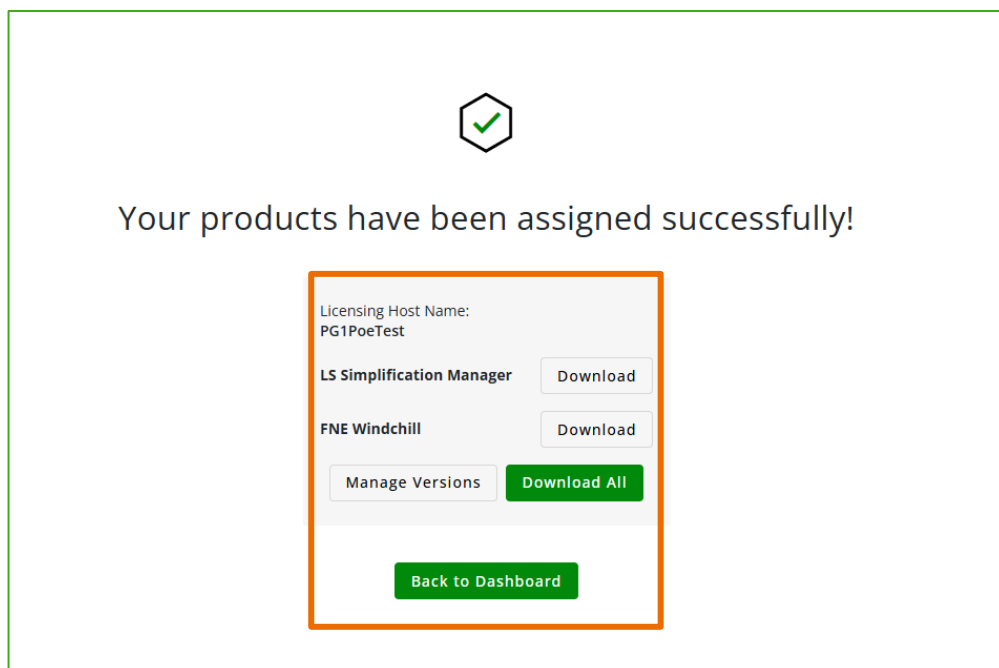 Your products have been assigned successfully!
Licensing Host Name:
PG1PoeTest
LS Simplification Manager Download
FNE Windchill Download
Manage Versions Download All
Back to Dashboard